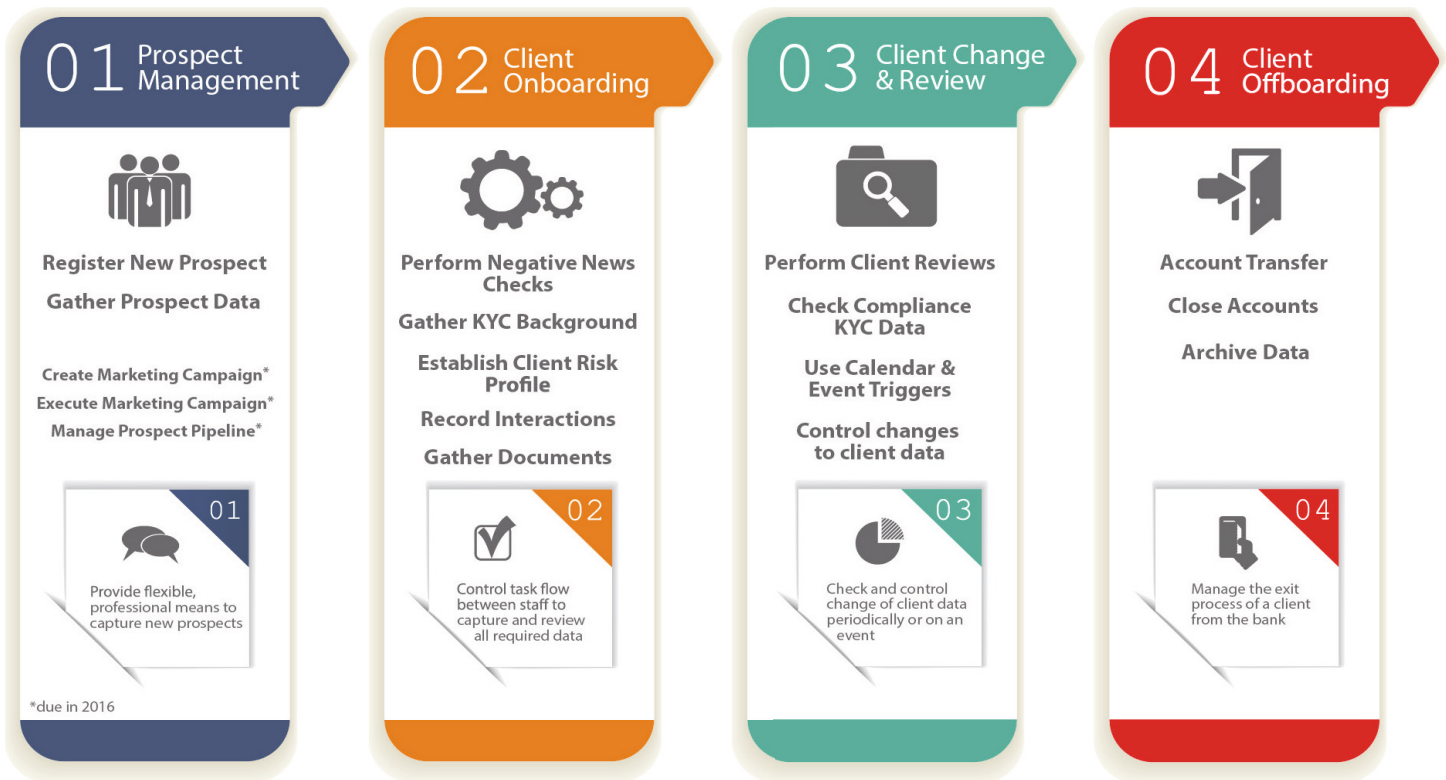 01 Prospect
Management
Register New Prospect
Gather Prospect Data
Create Marketing Campaign*
Execute Marketing Campaign*
Manage Prospect Pipeline*
01
Provide flexible,
professional means to
capture new prospects
*due in 2016
02 Client
Onboarding
Perform Negative News
Checks
Gather KYC Background
Establish Client Risk
Profile
Record Interactions
Gather Documents
02
Control task flow
between staff to
capture and review
all required data
03 Client Change
& Review
Perform Client Reviews
Check Compliance
KYC Data
Use Calendar &
Event Triggers
Control changes
to client data
03
Check and control
change of client data
periodically or on an
event
04 Client
Offboarding
Account Transfer
Close Accounts
Archive Data
04
Manage the exit
process of a client
from the bank